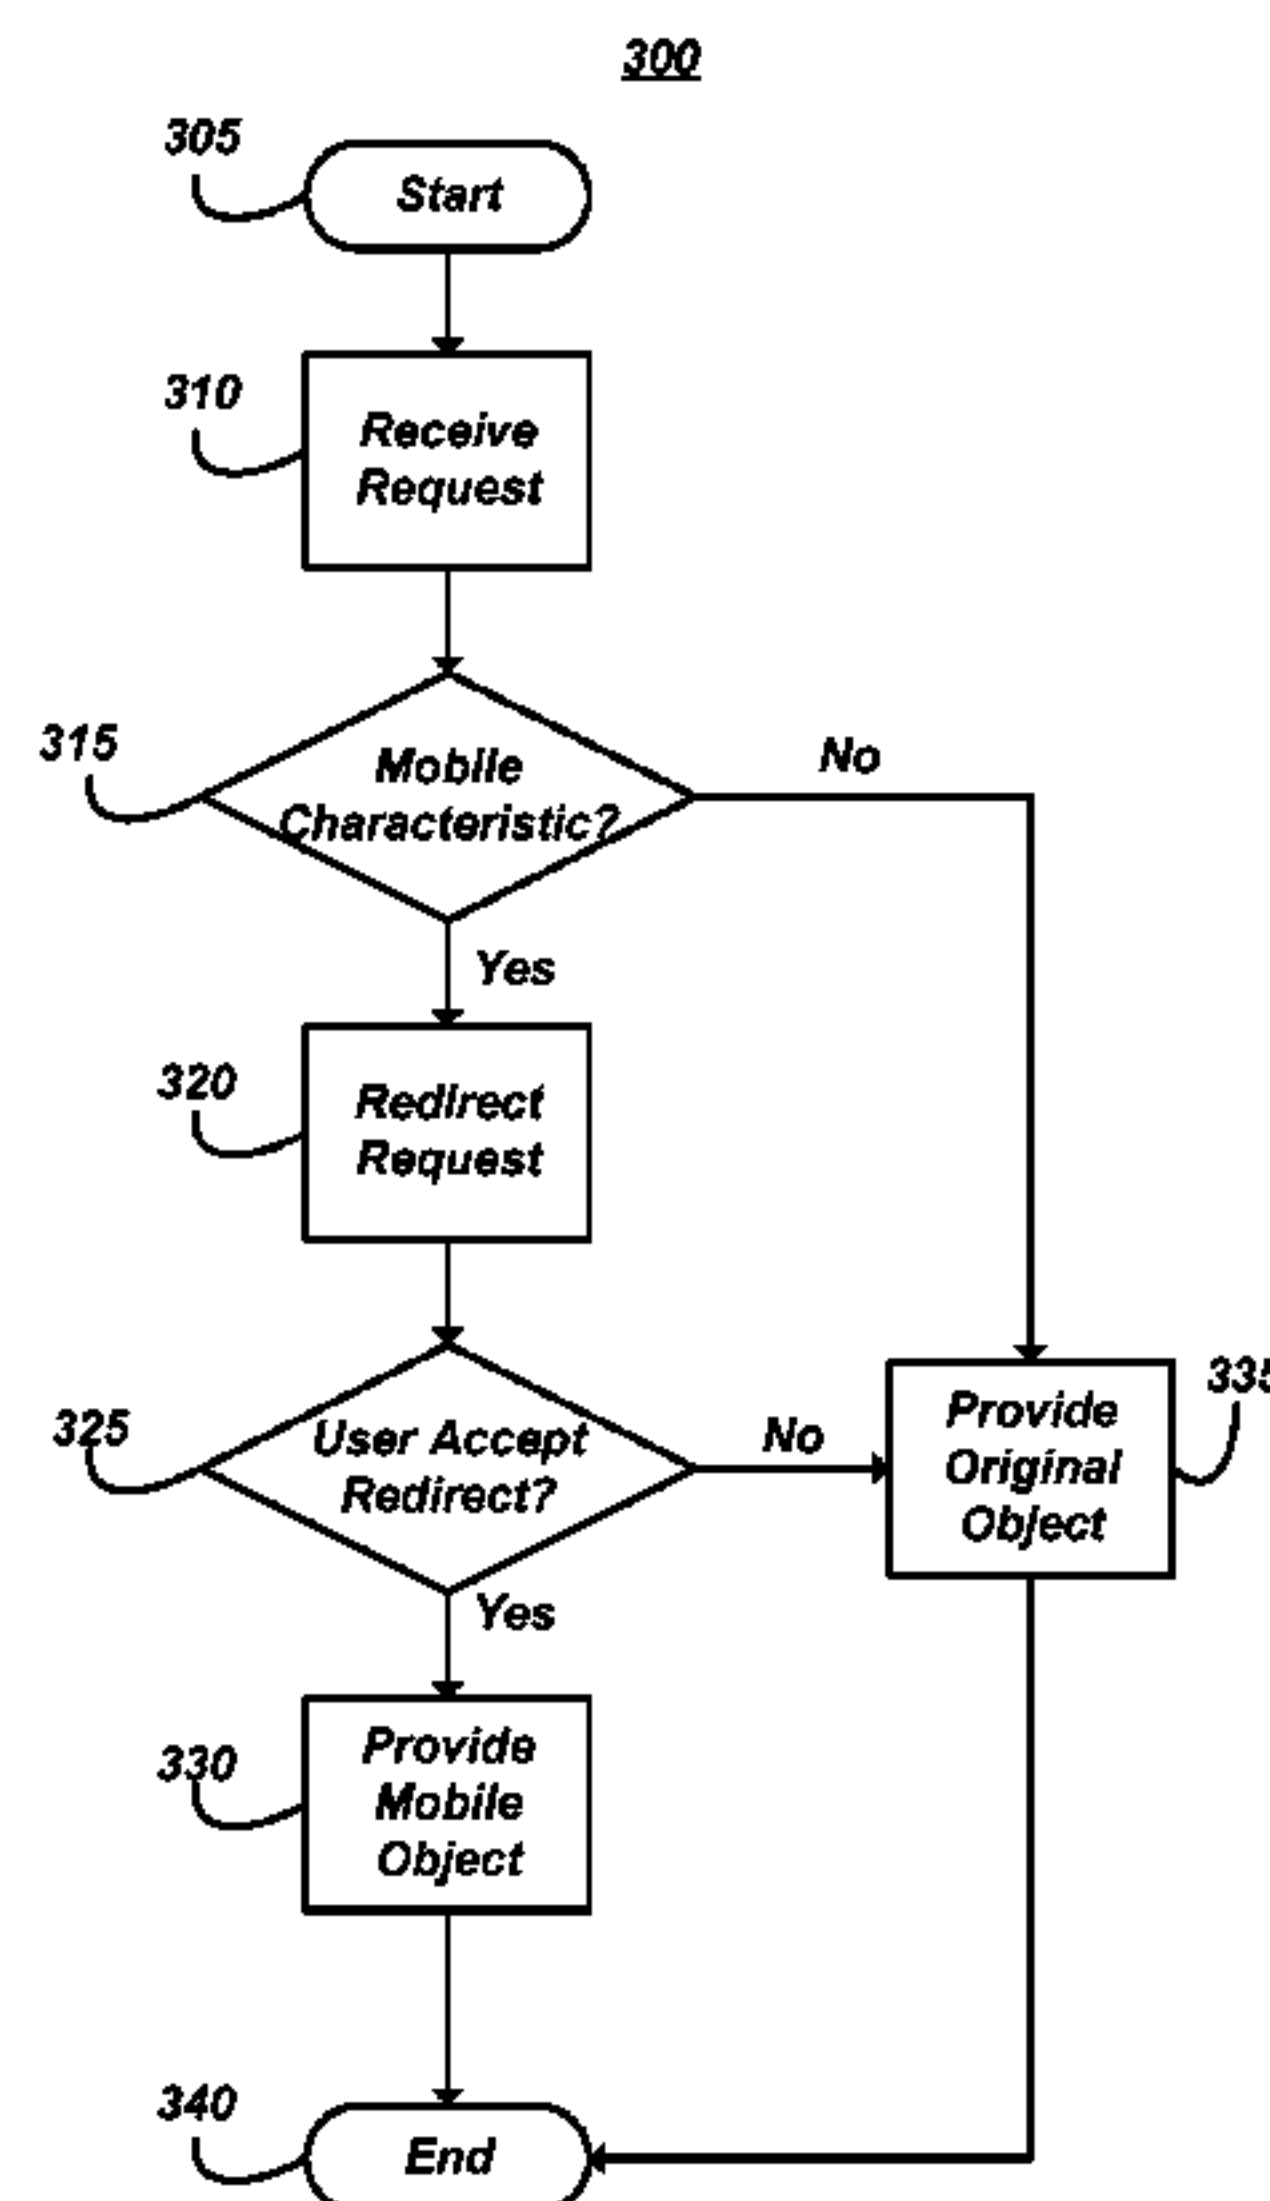 300
305
Start
310
Receive
Request
315
Mobile
Characteristic?
No
Yes
320
Redirect
Request
325
User Accept
Redirect?
No
335
Provide
Original
Object
Yes
330
Provide
Mobile
Object
340
End